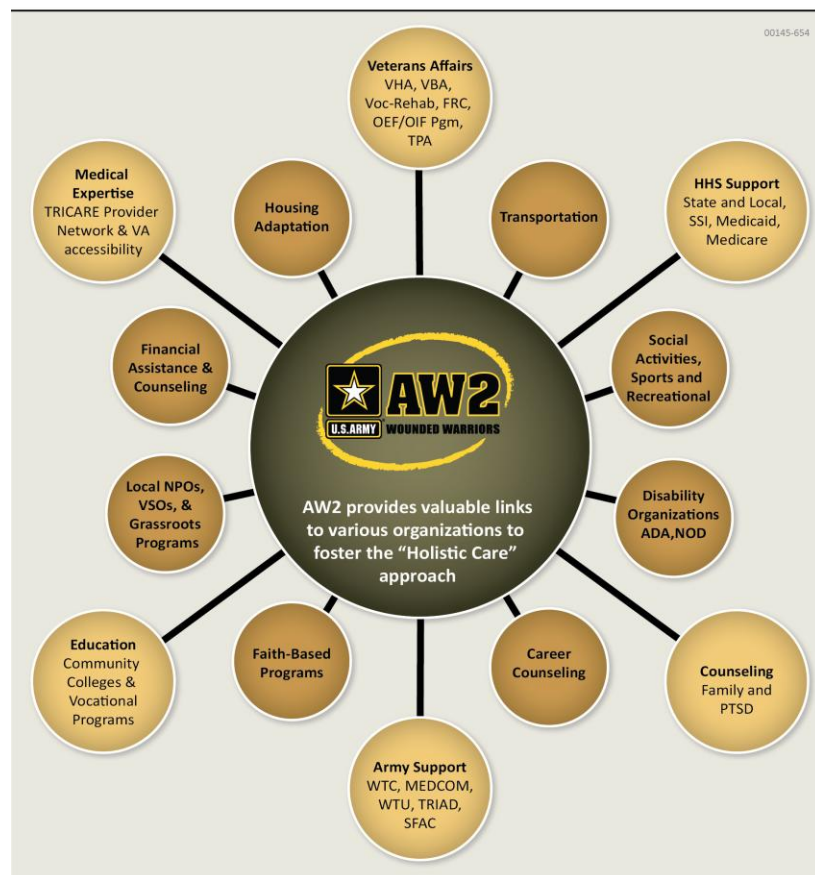 00145-654
Veterans Affairs
VHA, VBA,
Voc-Rehab, FRC,
OEF/OIF Pgm,
TPA
Medical
Expertise
TRICARE Provider
Network & VA
accessibility
Housing
Adaptation
Transportation
HHS Support
State and Local,
SSI, Medicaid,
Medicare
Financial
Assistance &
Counseling
Social
Activities,
Sports and
Recreational
AW2
U.S.ARMY WOUNDED WARRIORS
AW2 provides valuable links
to various organizations to
foster the “Holistic Care”
approach
Local NPOs,
VSOs, &
Grassroots
Programs
Disability
Organizations
ADA,NOD
Education
Community
Colleges &
Vocational
Programs
Faith-Based
Programs
Career
Counseling
Counseling
Family and
PTSD
Army Support
WTC, MEDCOM,
WTU, TRIAD,
SFAC